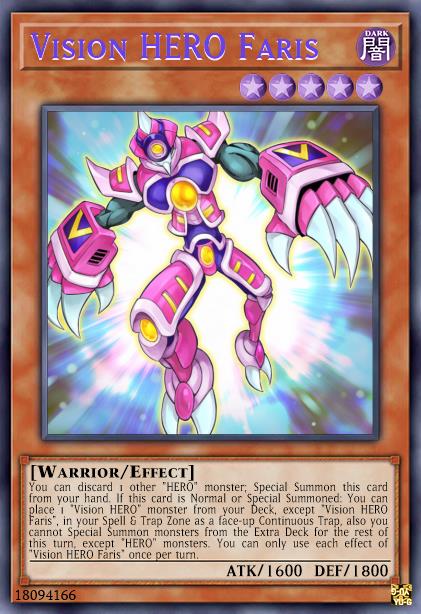 Vision HERO Faris
DARK
闇
[Warrior/Effect]
You can discard 1 other "HERO" monster; Special Summon this card
from your hand. If this card is Normal or Special Summoned: You can
place 1 "Vision HERO" monster from your Deck, except "Vision HERO
Faris", in your Spell & Trap Zone as a face-up Continuous Trap, also you
cannot Special Summon monsters from the Extra Deck for the rest of
this turn, except "HERO" monsters. You can only use each effect of
"Vision HERO Faris" once per turn.
ATK/1600 DEF/1800
18094166